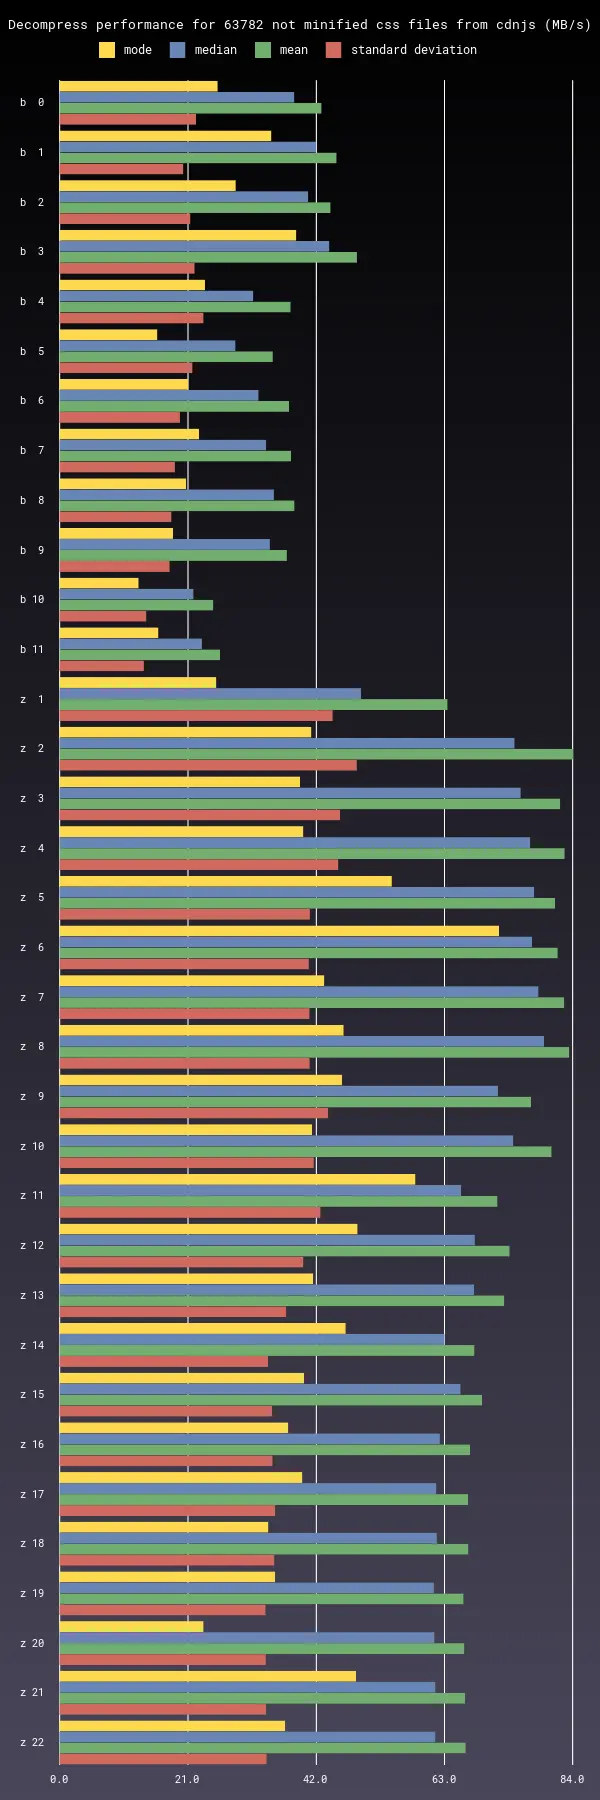 Decompress performance for 63782 not minified css files from cdnjs (MB/s)
mode median mean standard deviation
b 0
b 1
b 2
b 3
b 4
b 5
b 6
b 7
b 8
b 9
b 10
b 11
z 1
z 2
z 3
z 4
z 5
z 6
z 7
z 8
z 9
z 10
z 11
z 12
z 13
z 14
z 15
z 16
z 17
z 18
z 19
z 20
z 21
z 22
0.0 21.0 42.0 63.0 84.0